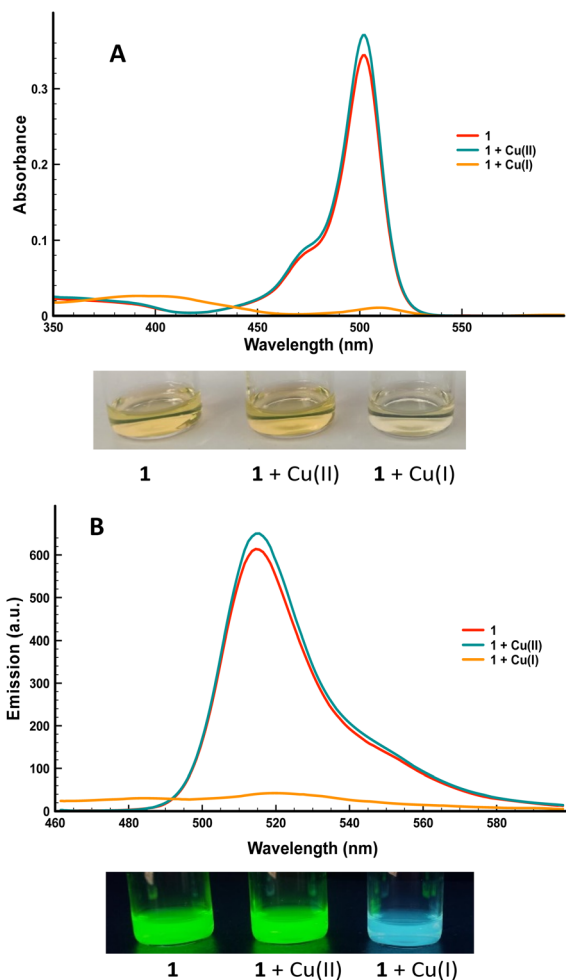 A
0.3
0.2
0.1
0
Absorbance
1
1 + Cu(II)
1 + Cu(I)
350
400
450
500
550
Wavelength (nm)
1
1 + Cu(II)
1 + Cu(I)
B
600
500
400
300
200
100
0
Emission (a.u.)
1
1 + Cu(II)
1 + Cu(I)
460
480
500
520
540
560
580
Wavelength (nm)
1
1 + Cu(II)
1 + Cu(I)